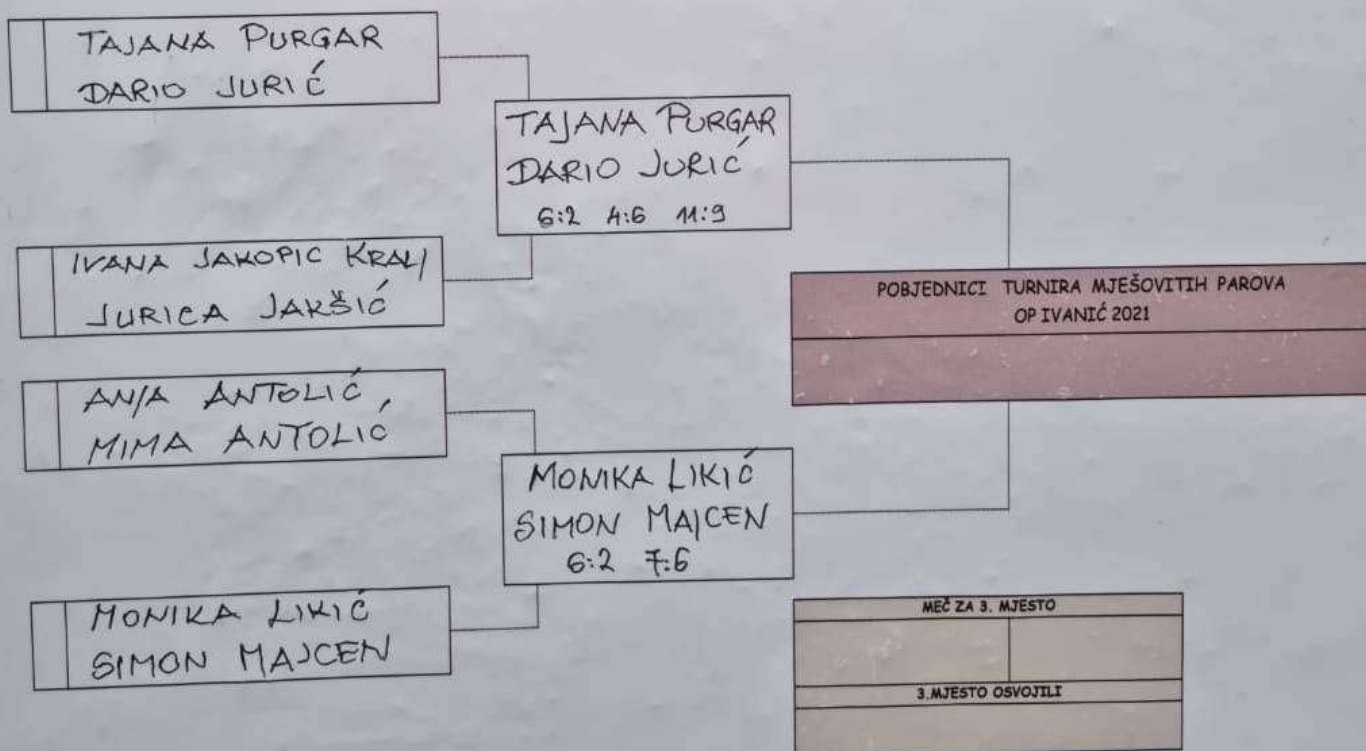 TAJANA PURGAR
DARIO JURIĆ
TAJANA PURGAR
DARIO JURIĆ
6:2 4:6 11:9
IVANA JAKOPIC KRALJ
JURICA JAKŠIĆ
POBJEDNICI TURNIRA MJEŠOVITIH PAROVA
OP IVANIĆ 2021
ANJA ANTOLIĆ
MIMA ANTOLIĆ
MONIKA LIKIĆ
SIMON MAJCEN
6:2 7:6
MONIKA LIKIĆ
SIMON MAJCEN
MEČ ZA 3. MJESTO
3.MJESTO OSVOJILI